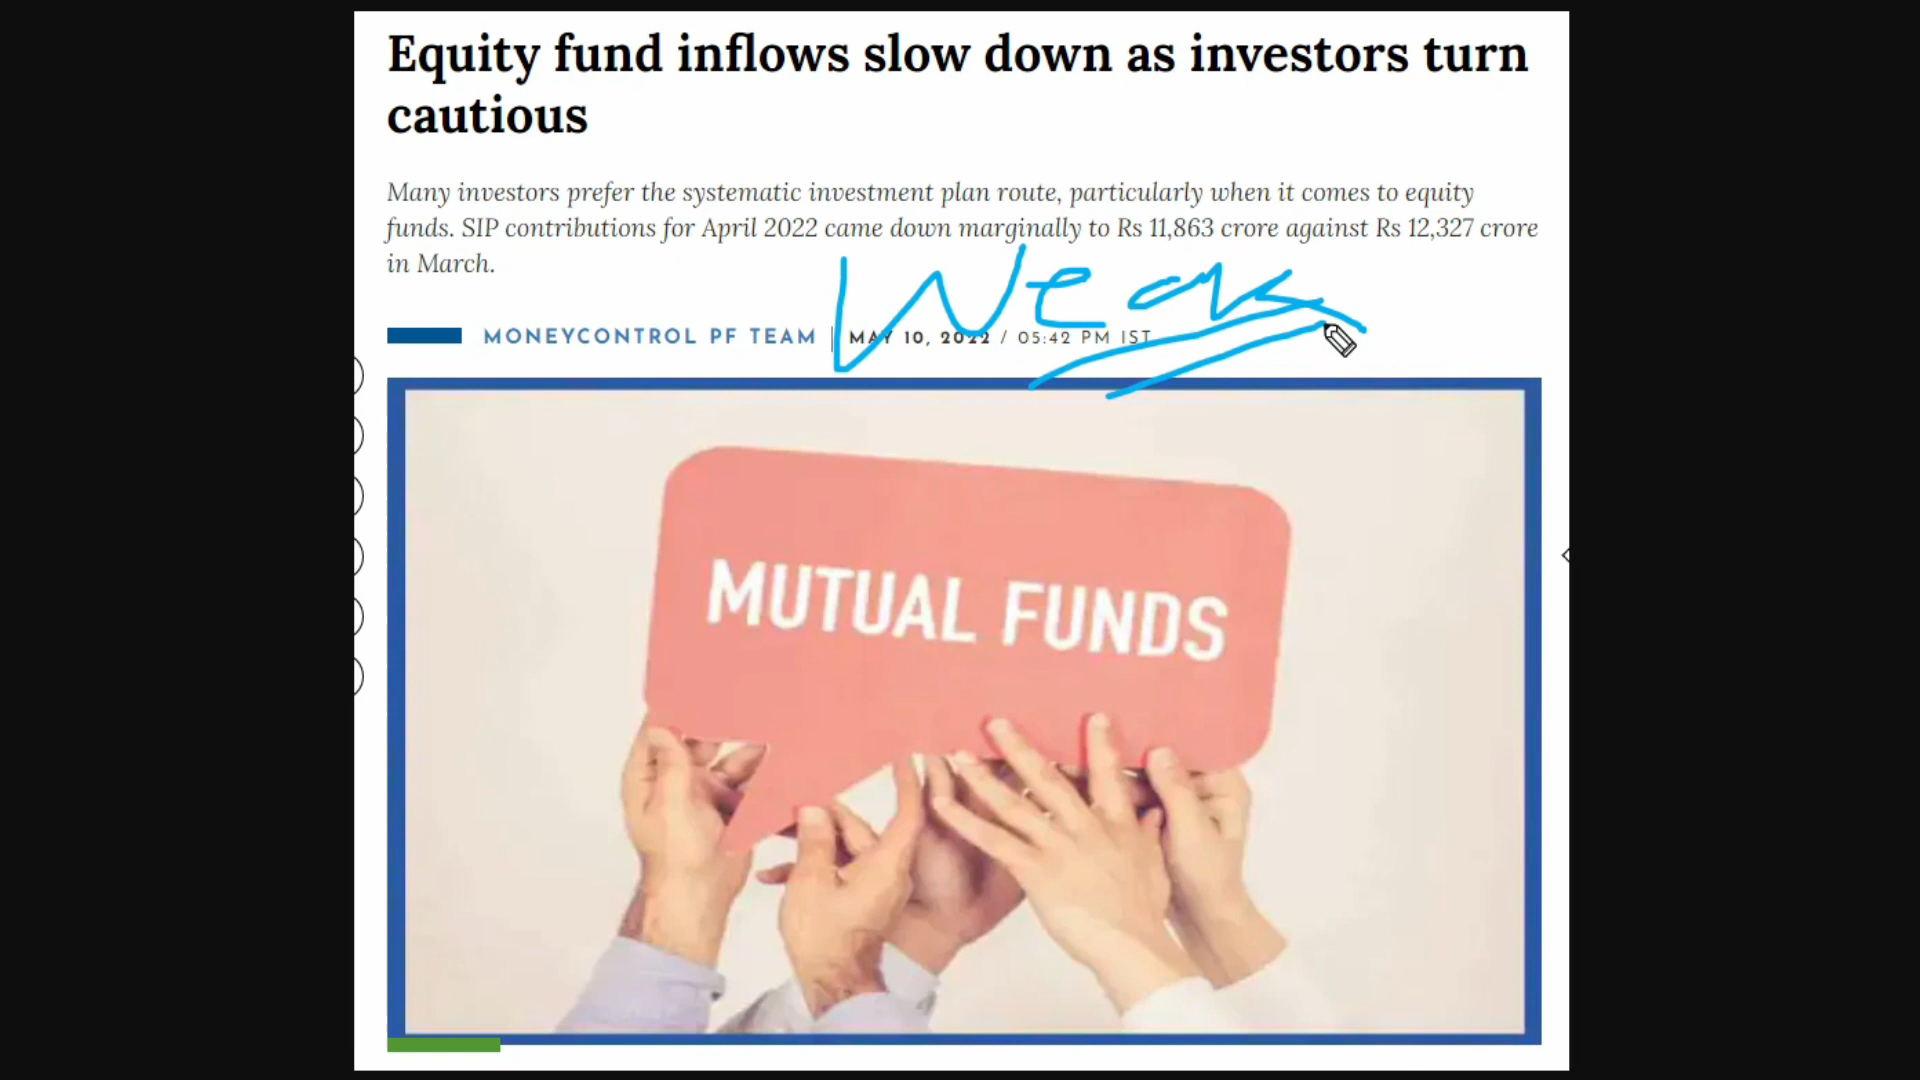 Equity fund inflows slow down as investors turn
cautious
Many investors prefer the systematic investment plan route, particularly when it comes to equity
funds. SIP contributions for April 2022 came down marginally to Rs 11,863 crore against Rs 12,327 crore
in March.
Weak
MONEYCONTROL PF TEAM | MAY 10, 2022 / 05:42 PM IST
MUTUAL FUNDS